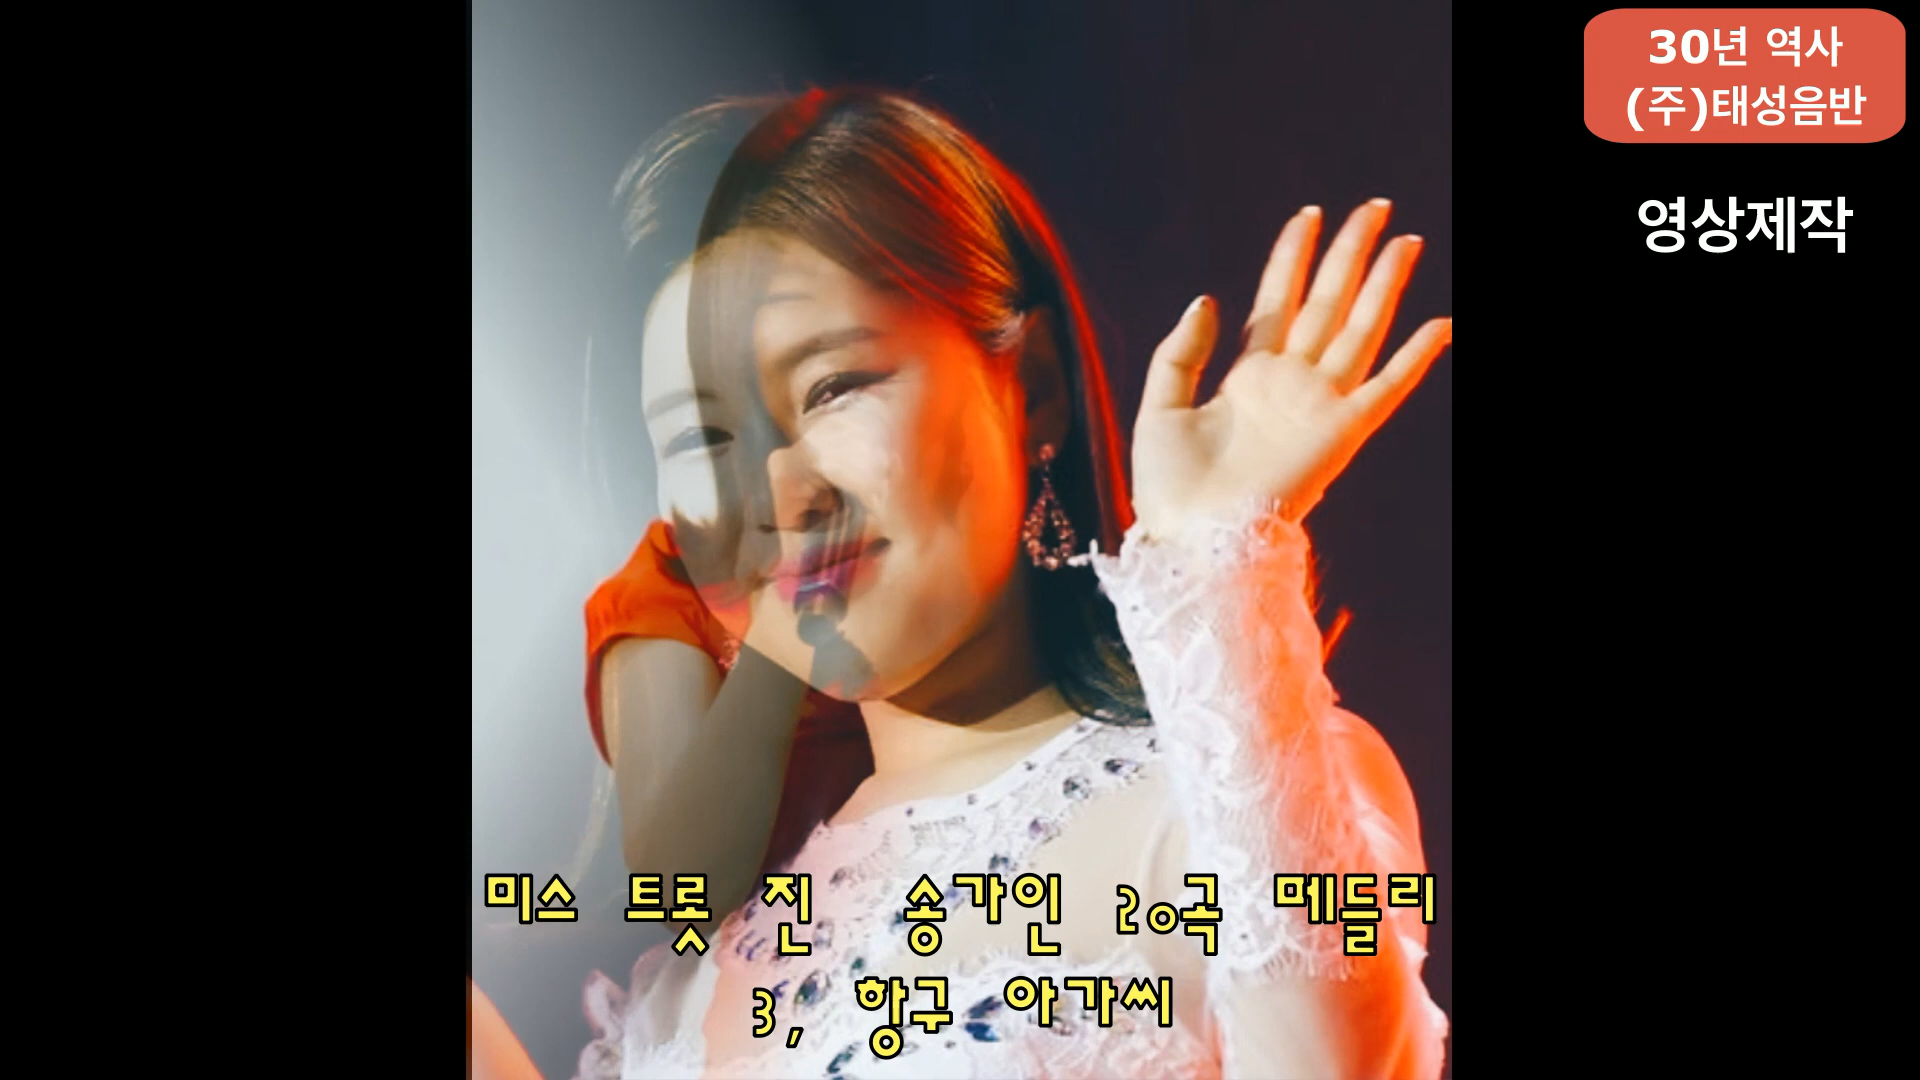 30년 역사
(주)태성음반
영상제작
미스 트롯 진 송가인 20곡 메들리
3, 항구 아가씨